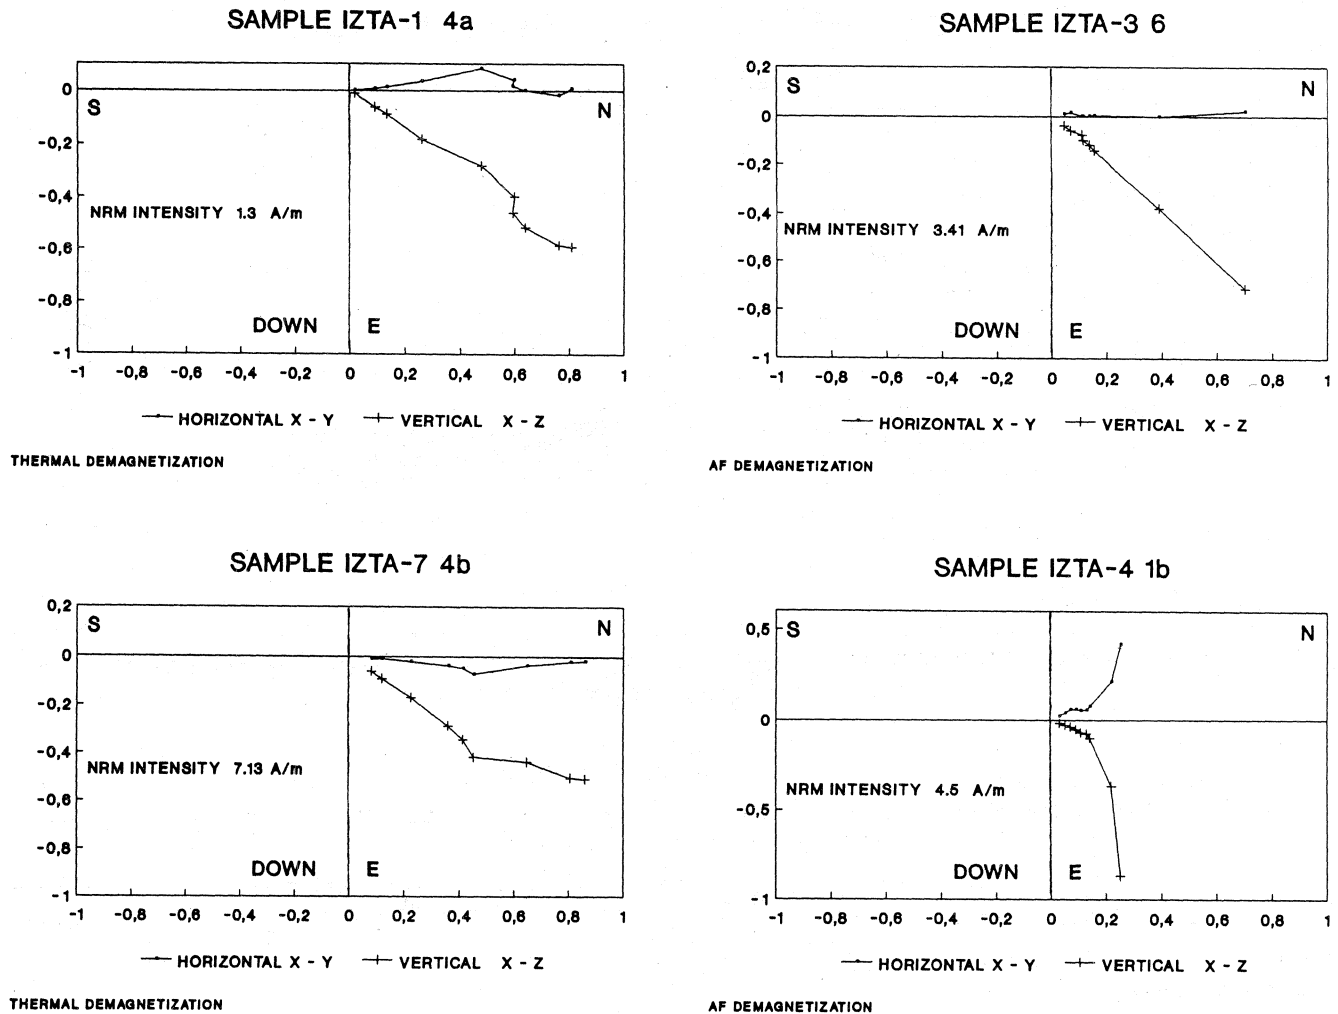 SAMPLE IZTA-1 4a
0
S
N
-0,2
-0,4
NRM INTENSITY 1.3 A/m
-0,6
-0,8
DOWN E
-1
-1 -0,8 -0,6 -0,4 -0,2 0 0,2 0,4 0,6 0,8 1
HORIZONTAL X - Y VERTICAL X - Z
THERMAL DEMAGNETIZATION
SAMPLE IZTA-3 6
0,2
S
N
0
-0,2
-0,4
NRM INTENSITY 3.41 A/m
-0,6
-0,8
DOWN E
-1
-1 -0,8 -0,6 -0,4 -0,2 0 0,2 0,4 0,6 0,8 1
HORIZONTAL X - Y VERTICAL X - Z
AF DEMAGNETIZATION
SAMPLE IZTA-7 4b
0,2
S
N
0
-0,2
-0,4
NRM INTENSITY 7.13 A/m
-0,6
-0,8
DOWN E
-1
-1 -0,8 -0,6 -0,4 -0,2 0 0,2 0,4 0,6 0,8 1
HORIZONTAL X - Y VERTICAL X - Z
THERMAL DEMAGNETIZATION
SAMPLE IZTA-4 1b
0,5
S
N
0
NRM INTENSITY 4.5 A/m
-0,5
DOWN E
-1
-1 -0,8 -0,6 -0,4 -0,2 0 0,2 0,4 0,6 0,8 1
HORIZONTAL X - Y VERTICAL X - Z
AF DEMAGNETIZATION